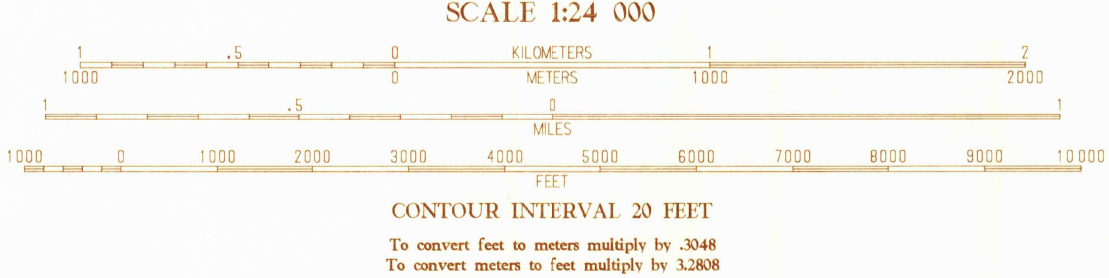 SCALE 1:24 000
1 .5 0 KILOMETERS 1 2
1000 0 METERS 1000 2000
1 .5 0 1
MILES
1000 0 1000 2000 3000 4000 5000 6000 7000 8000 9000 10 000
FEET
CONTOUR INTERVAL 20 FEET
To convert feet to meters multiply by .3048
To convert meters to feet multiply by 3.2808